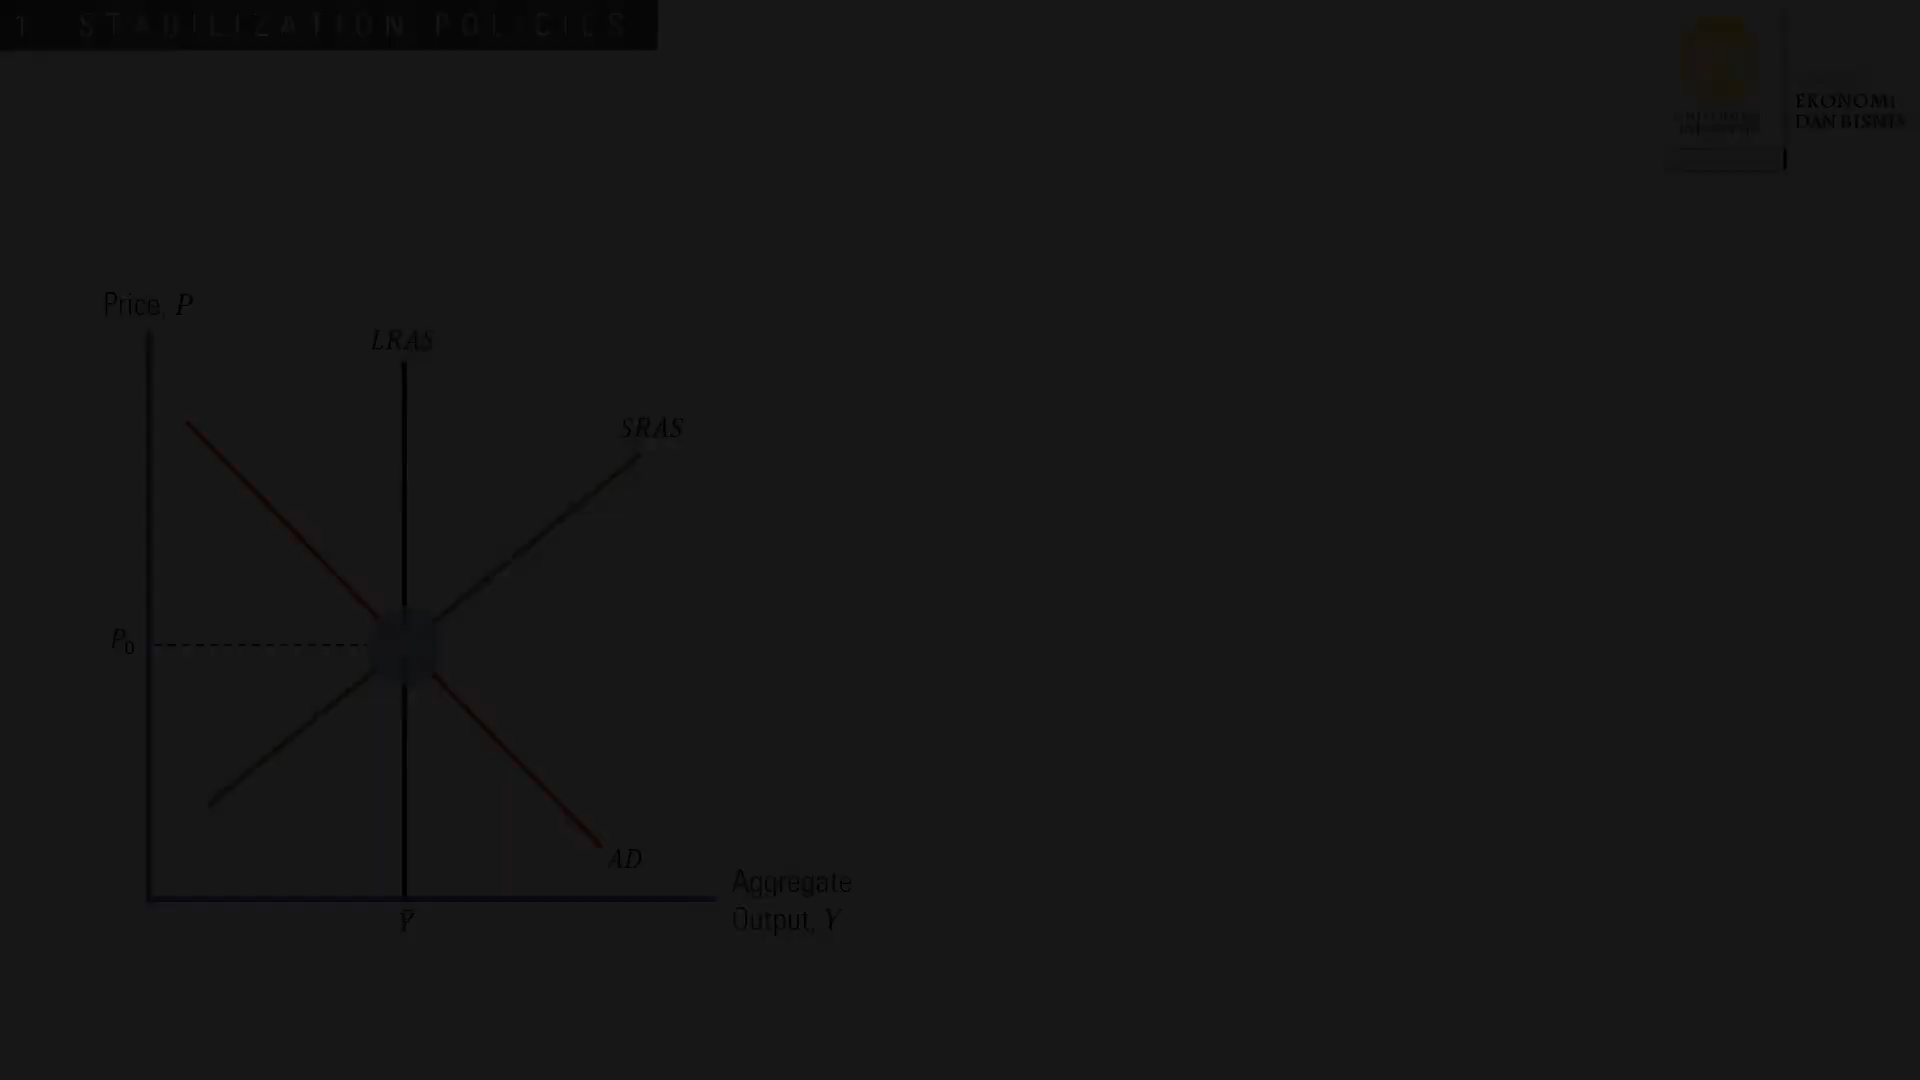 1 STABILIZATION POLICIES
EKONOMI
DAN BISNIS
Price, P
LRAS
SRAS
P0
AD
Aggregate
Output, Y
Ȳ